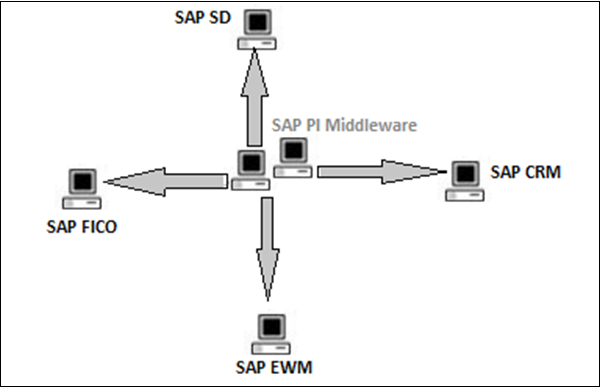 SAP SD
SAP PI Middleware
SAP CRM
SAP FICO
SAP EWM